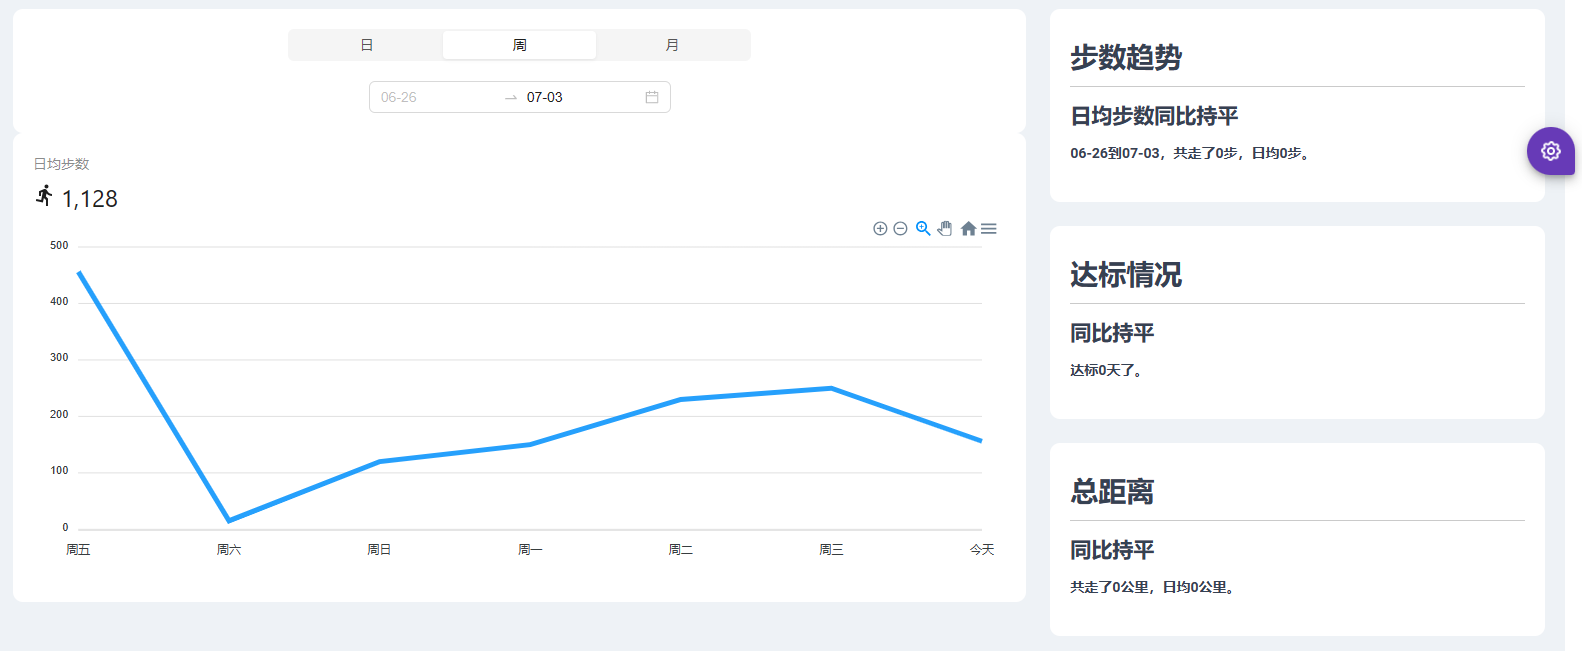 日 周 月
06-26 → 07-03
日均步数
1,128
500
400
300
200
100
0
周五 周六 周日 周一 周二 周三 今天
步数趋势
日均步数同比持平
06-26到07-03，共走了0步，日均0步。
达标情况
同比持平
达标0天了。
总距离
同比持平
共走了0公里，日均0公里。